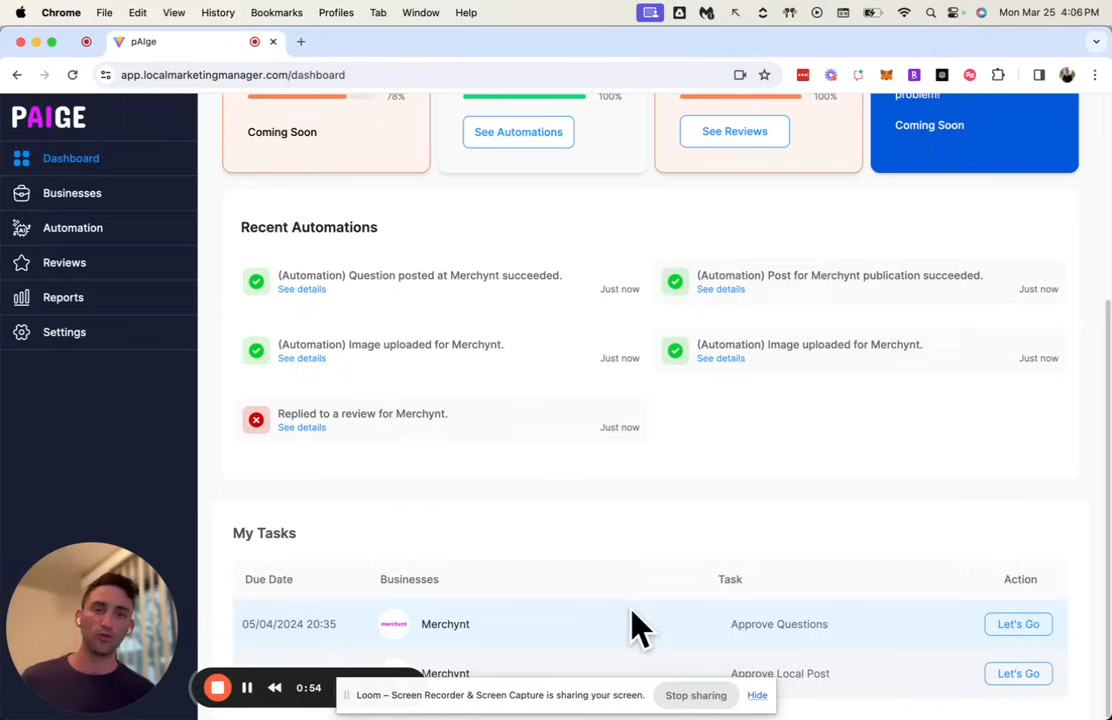 Chrome File Edit View History Bookmarks Profiles Tab Window Help Mon Mar 25 4:06 PM
pAIge
app.localmarketingmanager.com/dashboard
PAIGE
Dashboard
Businesses
Automation
Reviews
Reports
Settings
78%
Coming Soon
100%
See Automations
100%
See Reviews
problem!
Coming Soon
Recent Automations
(Automation) Question posted at Merchynt succeeded.
See details
Just now
(Automation) Post for Merchynt publication succeeded.
See details
Just now
(Automation) Image uploaded for Merchynt.
See details
Just now
(Automation) Image uploaded for Merchynt.
See details
Just now
Replied to a review for Merchynt.
See details
Just now
My Tasks
Due Date Businesses Task Action
05/04/2024 20:35 merchynt Merchynt Approve Questions Let's Go
Merchynt Approve Local Post Let's Go
0:54
Loom – Screen Recorder & Screen Capture is sharing your screen. Stop sharing Hide